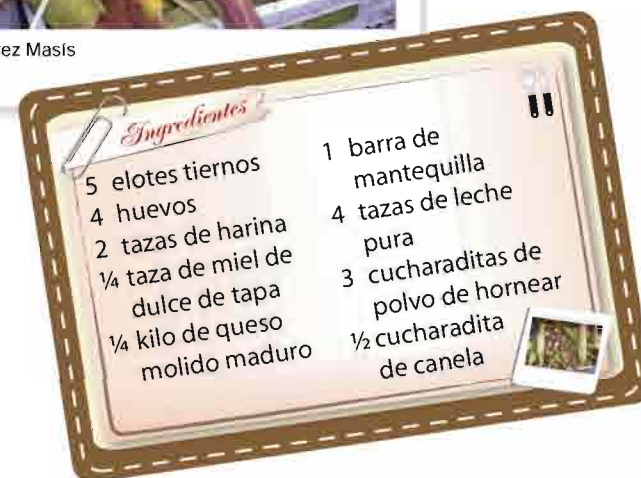 ez Masís
Ingredientes
5 elotes tiernos
4 huevos
2 tazas de harina
¼ taza de miel de
dulce de tapa
¼ kilo de queso
molido maduro
1 barra de
mantequilla
4 tazas de leche
pura
3 cucharaditas de
polvo de hornear
½ cucharadita
de canela